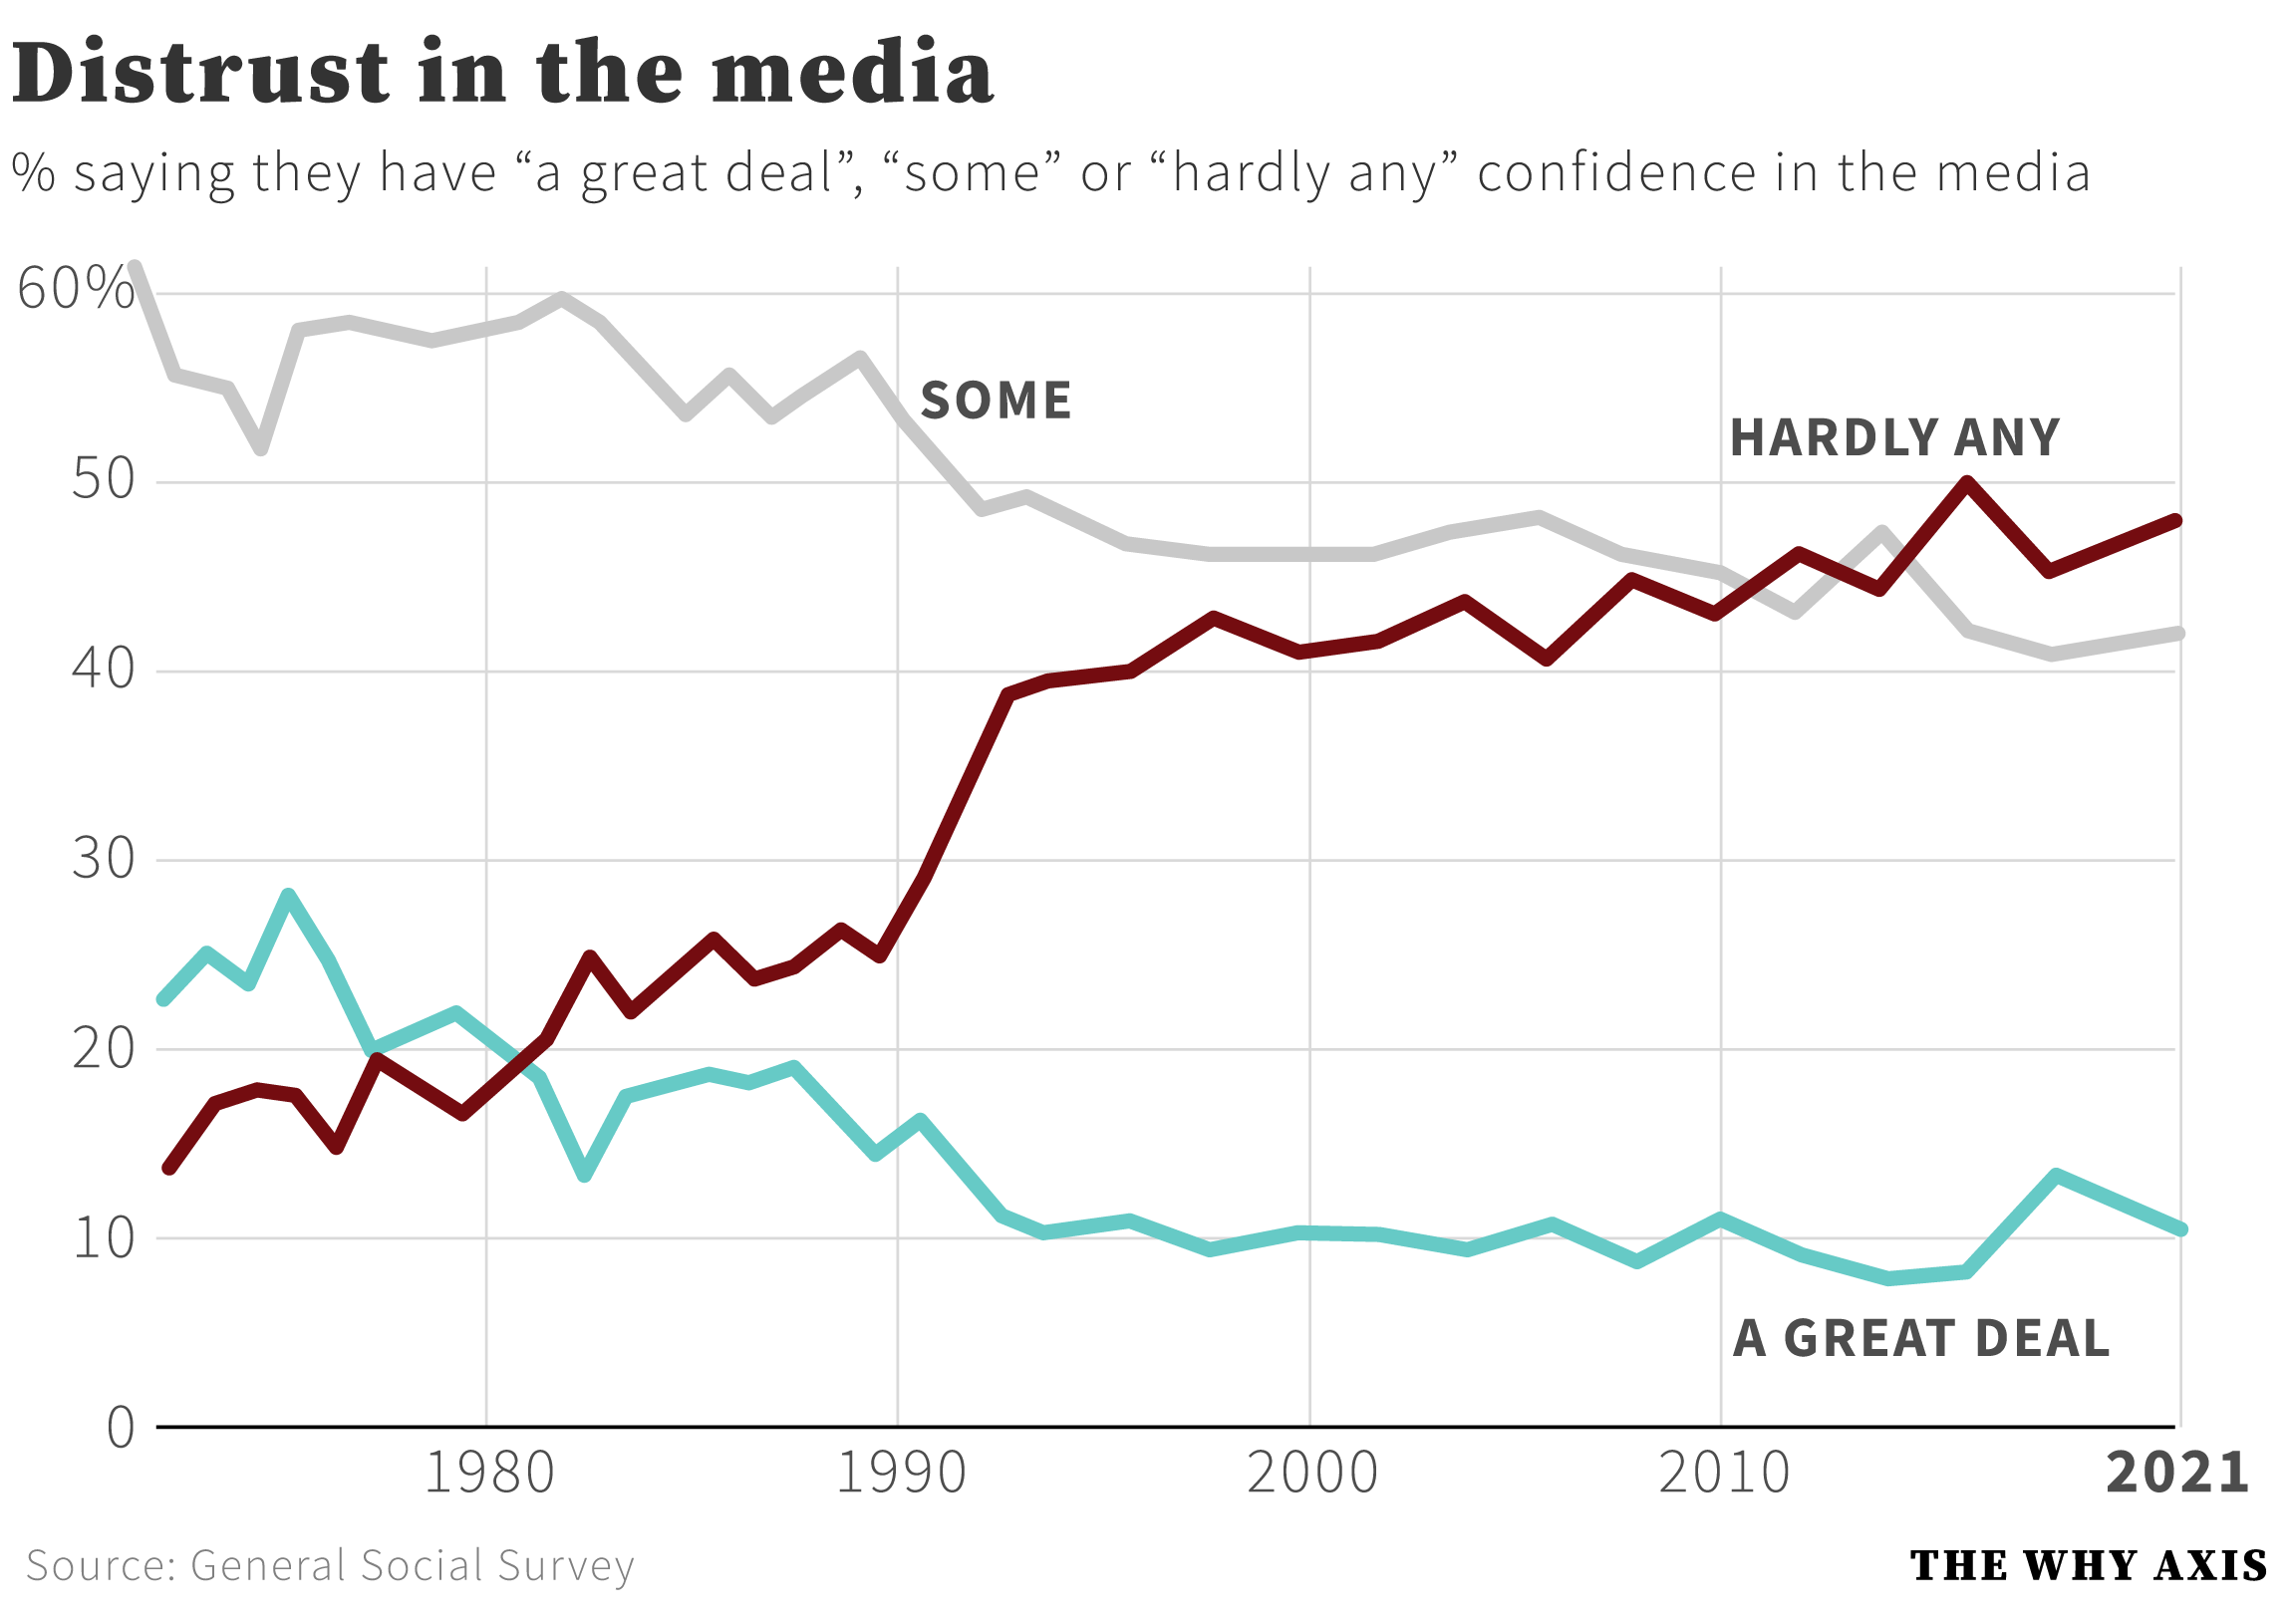 Distrust in the media
% saying they have “a great deal”, “some” or “hardly any” confidence in the media
60%
SOME
HARDLY ANY
50
40
30
20
10
A GREAT DEAL
0
1980 1990 2000 2010 2021
Source: General Social Survey
THE WHY AXIS